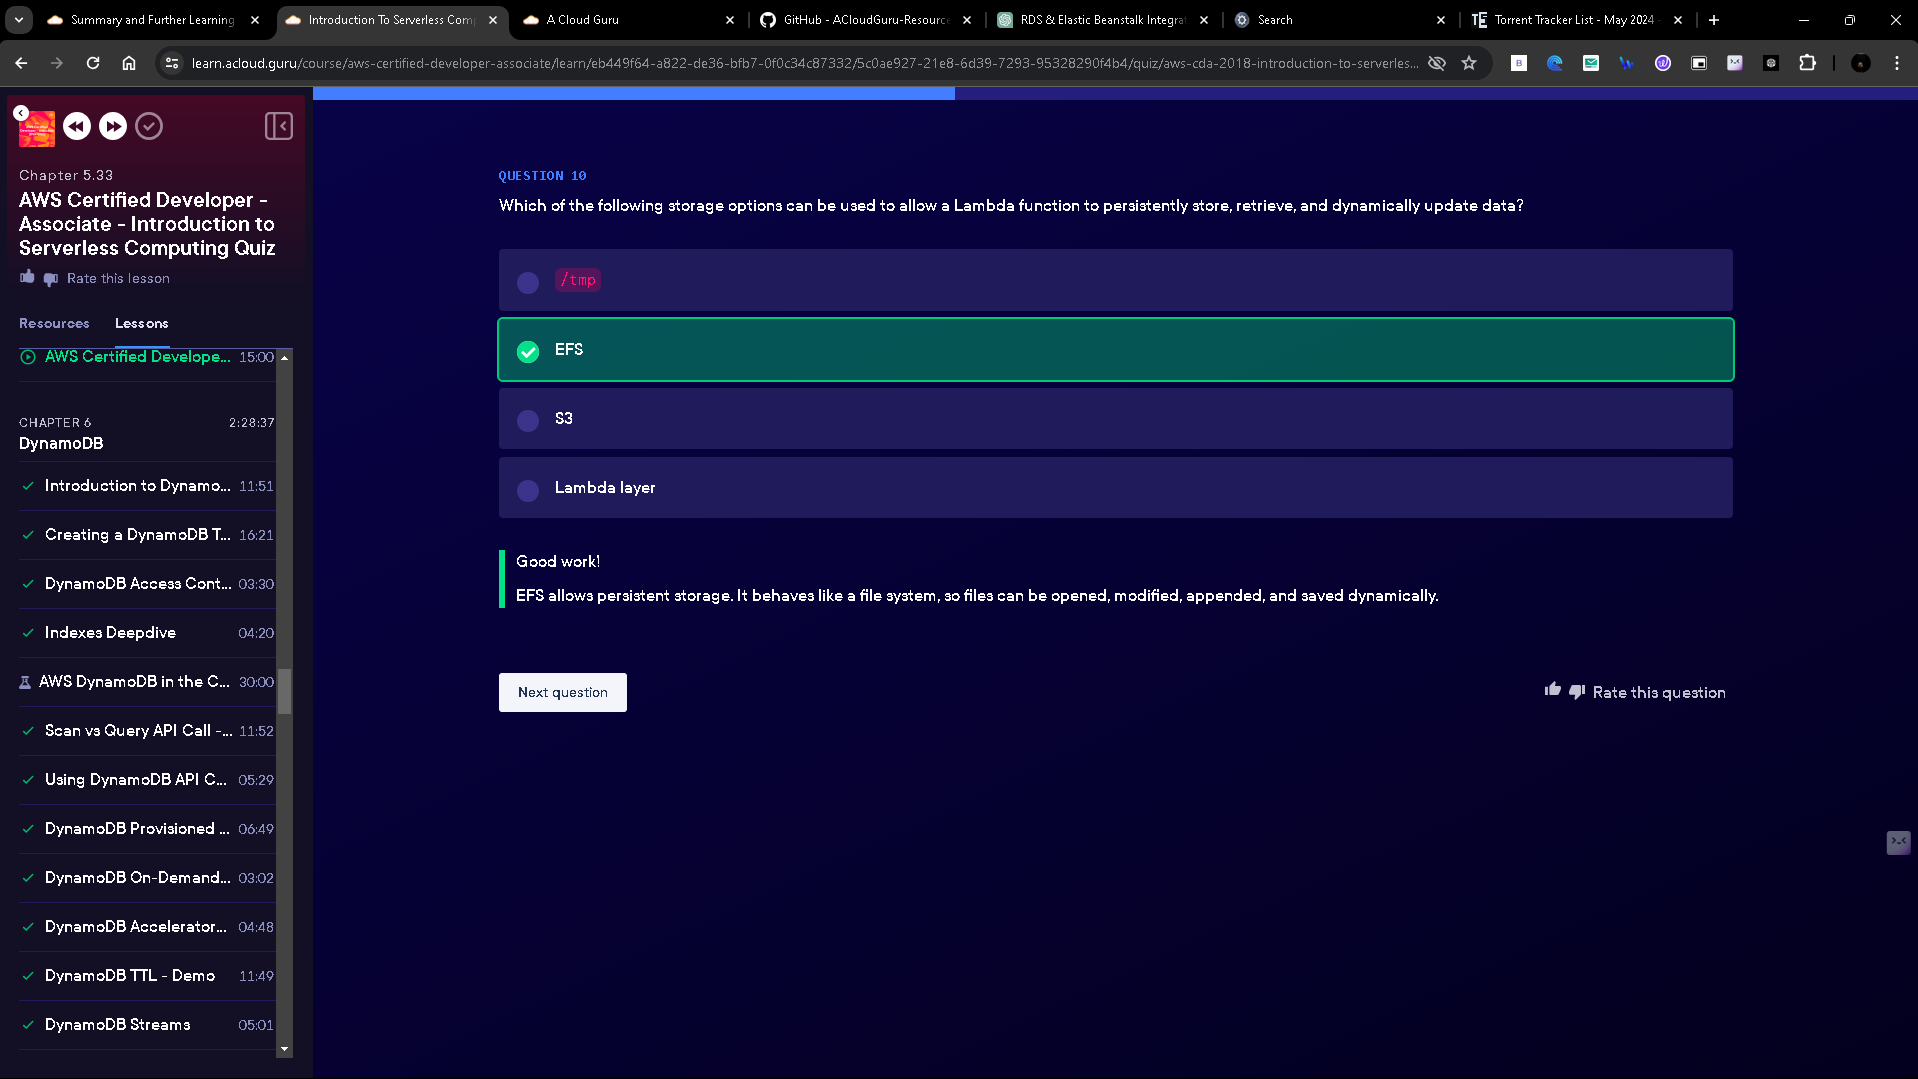 Summary and Further Learning
Introduction To Serverless Comp
A Cloud Guru
GitHub - ACloudGuru-Resource
RDS & Elastic Beanstalk Integrat
Search
Torrent Tracker List - May 2024 -
learn.acloud.guru/course/aws-certified-developer-associate/learn/eb449f64-a822-de36-bfb7-0f0c34c87332/5c0ae927-21e8-6d39-7293-95328290f4b4/quiz/aws-cda-2018-introduction-to-serverles...
Chapter 5.33
AWS Certified Developer -
Associate - Introduction to
Serverless Computing Quiz
Rate this lesson
Resources
Lessons
AWS Certified Develope... 15:00
CHAPTER 6 2:28:37
DynamoDB
Introduction to Dynamo... 11:51
Creating a DynamoDB T... 16:21
DynamoDB Access Cont... 03:30
Indexes Deepdive 04:20
AWS DynamoDB in the C... 30:00
Scan vs Query API Call -... 11:52
Using DynamoDB API C... 05:29
DynamoDB Provisioned ... 06:49
DynamoDB On-Demand... 03:02
DynamoDB Accelerator... 04:48
DynamoDB TTL - Demo 11:49
DynamoDB Streams 05:01
QUESTION 10
Which of the following storage options can be used to allow a Lambda function to persistently store, retrieve, and dynamically update data?
/tmp
EFS
S3
Lambda layer
Good work!
EFS allows persistent storage. It behaves like a file system, so files can be opened, modified, appended, and saved dynamically.
Next question
Rate this question